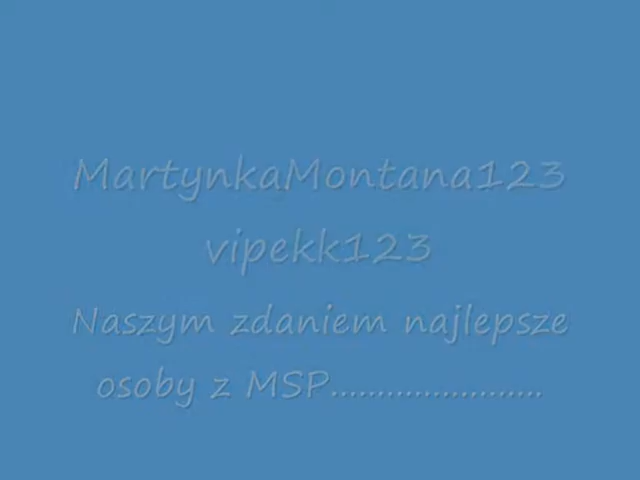 MartynkaMontana123
vipekk123
Naszym zdaniem najlepsze
osoby z MSP......................